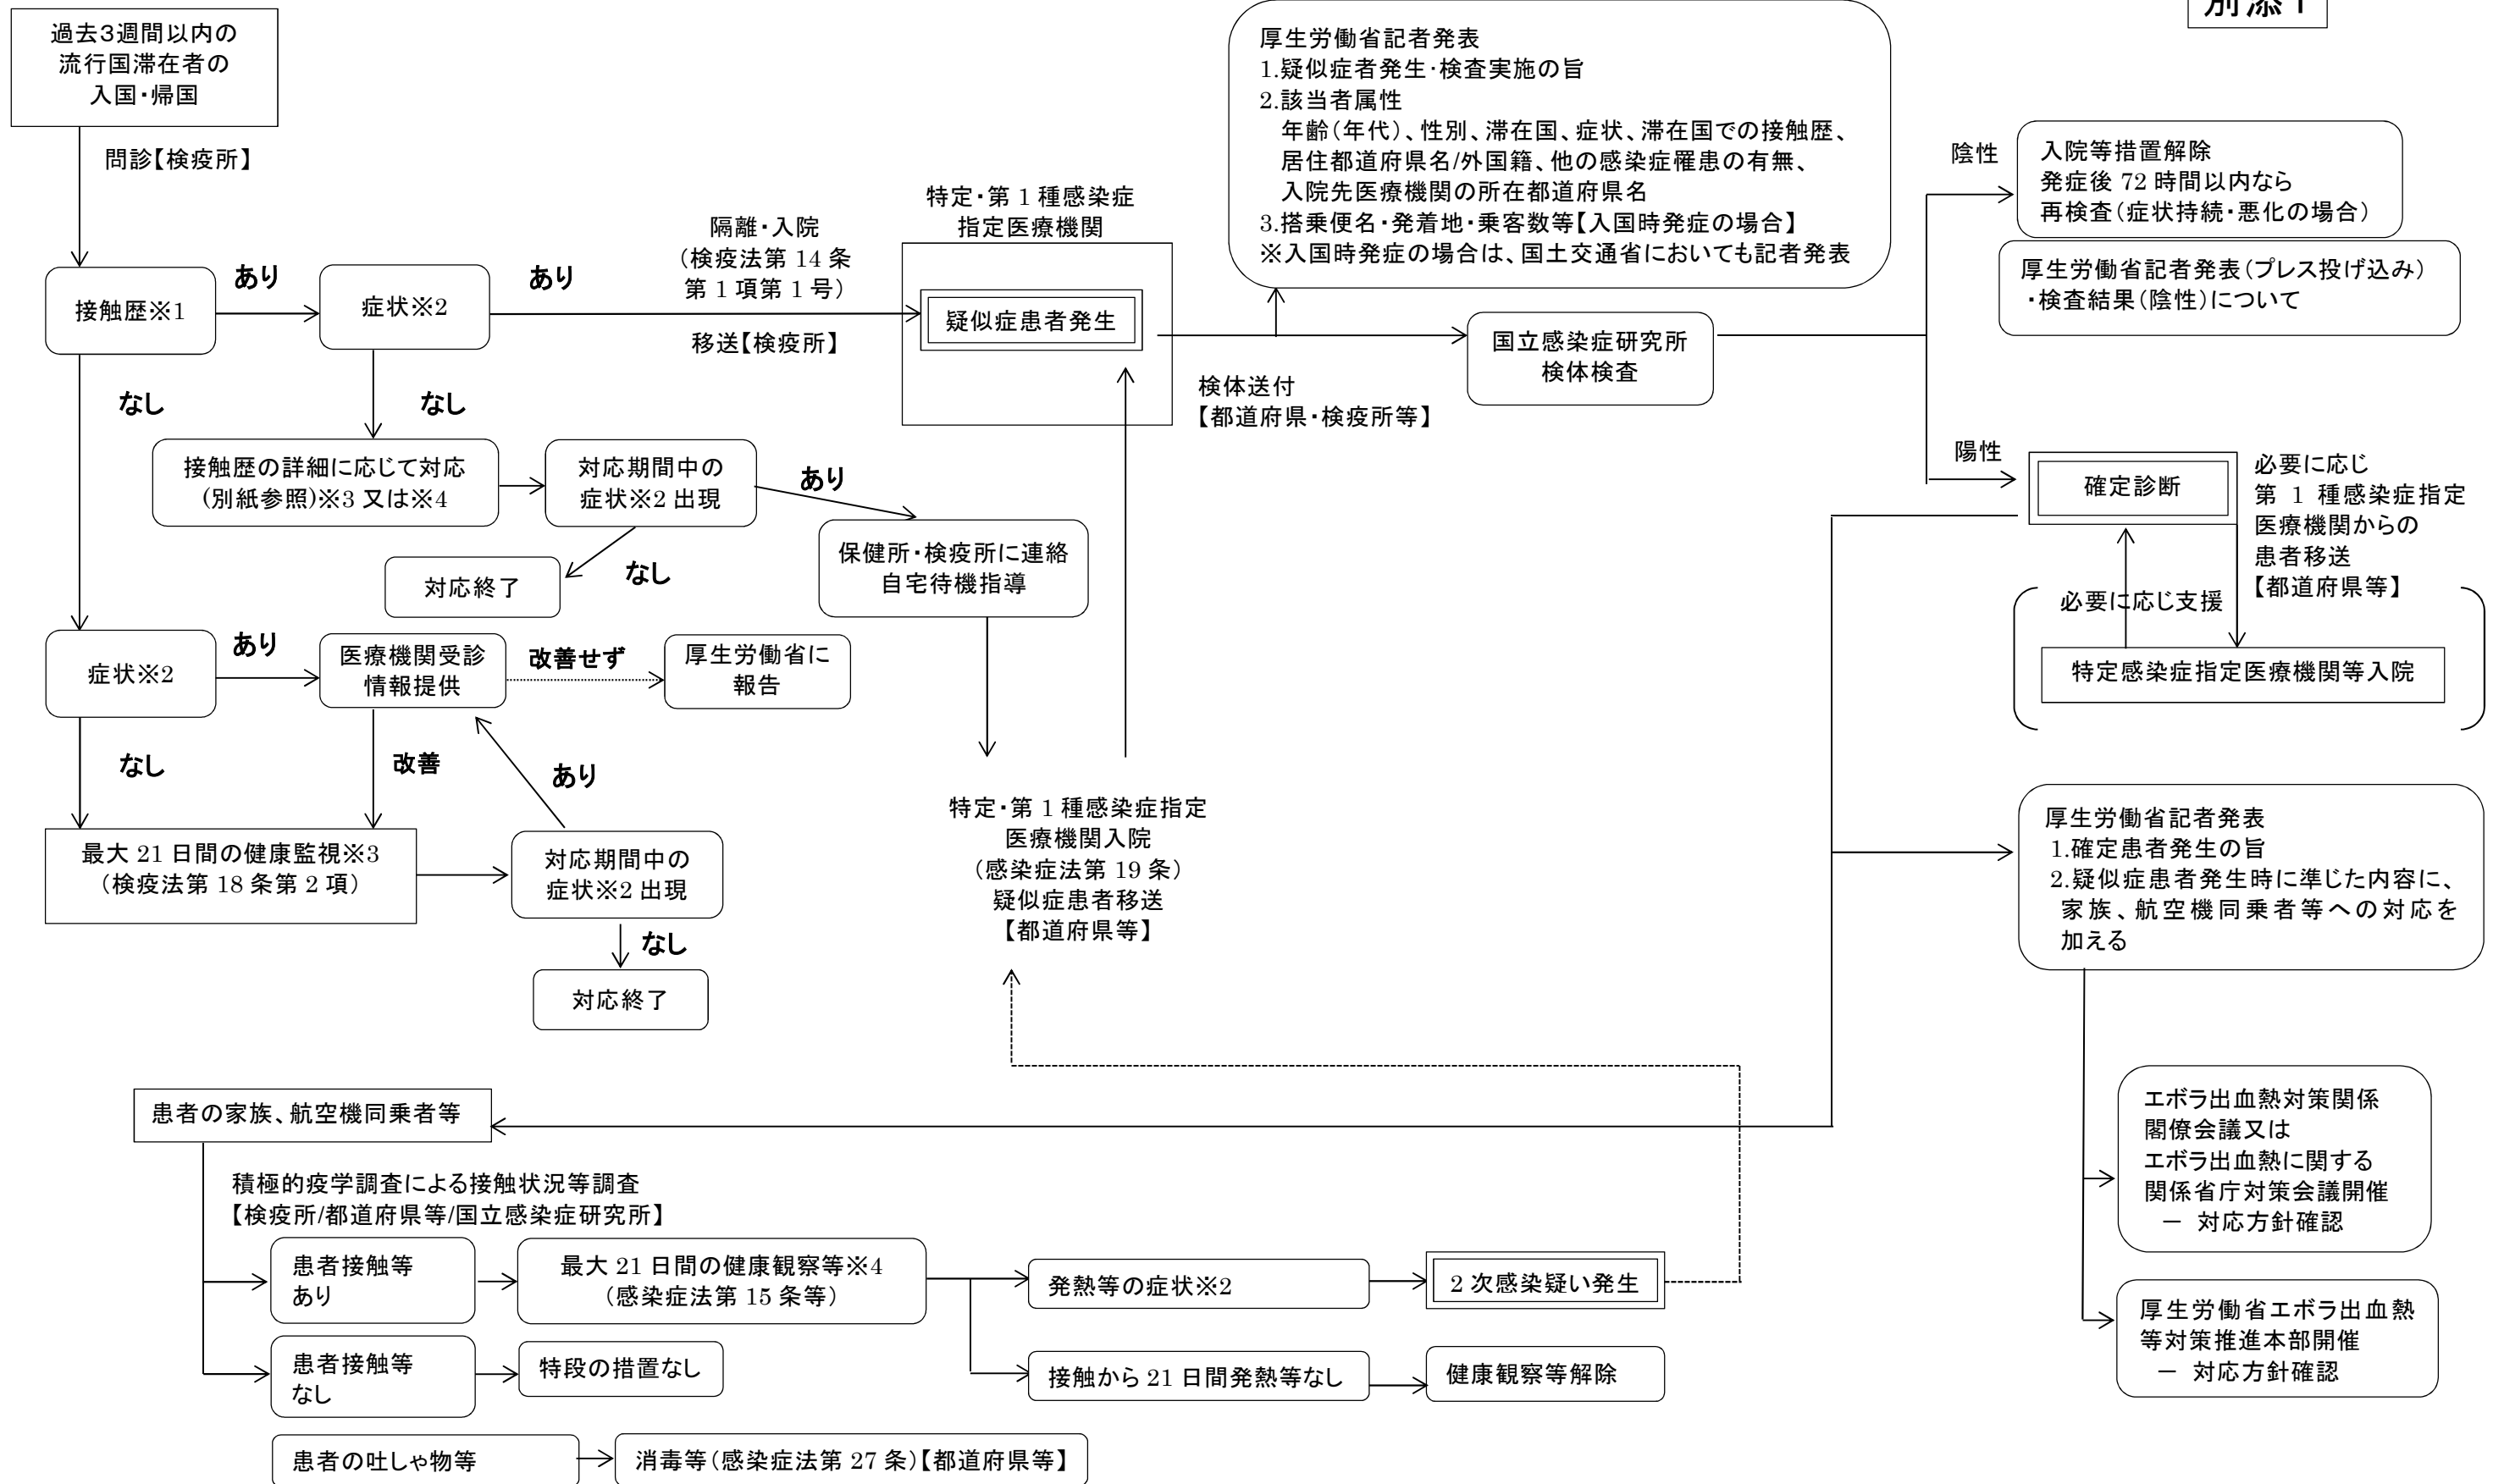 別添1
過去3週間以内の
流行国滞在者の
入国・帰国
問診【検疫所】
接触歴※1
あり
症状※2
あり
隔離・入院
（検疫法第 14 条
第 1 項第 1 号）
移送【検疫所】
特定・第 1 種感染症
指定医療機関
疑似症患者発生
厚生労働省記者発表
1.疑似症者発生・検査実施の旨
2.該当者属性
年齢（年代）、性別、滞在国、症状、滞在国での接触歴、
居住都道府県名/外国籍、他の感染症罹患の有無、
入院先医療機関の所在都道府県名
3.搭乗便名・発着地・乗客数等【入国時発症の場合】
※入国時発症の場合は、国土交通省においても記者発表
検体送付
【都道府県・検疫所等】
国立感染症研究所
検体検査
陰性
入院等措置解除
発症後 72 時間以内なら
再検査（症状持続・悪化の場合）
厚生労働省記者発表（プレス投げ込み）
・検査結果（陰性）について
陽性
確定診断
必要に応じ
第 1 種感染症指定
医療機関からの
患者移送
【都道府県等】
必要に応じ支援
特定感染症指定医療機関等入院
なし
なし
接触歴の詳細に応じて対応
(別紙参照)※3 又は※4
対応期間中の
症状※2 出現
あり
保健所・検疫所に連絡
自宅待機指導
なし
対応終了
症状※2
あり
医療機関受診
情報提供
改善せず
厚生労働省に
報告
なし
改善
あり
最大 21 日間の健康監視※3
（検疫法第 18 条第 2 項）
対応期間中の
症状※2 出現
なし
対応終了
特定・第 1 種感染症指定
医療機関入院
（感染症法第 19 条）
疑似症患者移送
【都道府県等】
厚生労働省記者発表
1.確定患者発生の旨
2.疑似症患者発生時に準じた内容に、
家族、航空機同乗者等への対応を
加える
エボラ出血熱対策関係
閣僚会議又は
エボラ出血熱に関する
関係省庁対策会議開催
－ 対応方針確認
厚生労働省エボラ出血熱
等対策推進本部開催
－ 対応方針確認
患者の家族、航空機同乗者等
積極的疫学調査による接触状況等調査
【検疫所/都道府県等/国立感染症研究所】
患者接触等
あり
最大 21 日間の健康観察等※4
（感染症法第 15 条等）
発熱等の症状※2
2 次感染疑い発生
患者接触等
なし
特段の措置なし
接触から 21 日間発熱等なし
健康観察等解除
患者の吐しゃ物等
消毒等（感染症法第 27 条）【都道府県等】